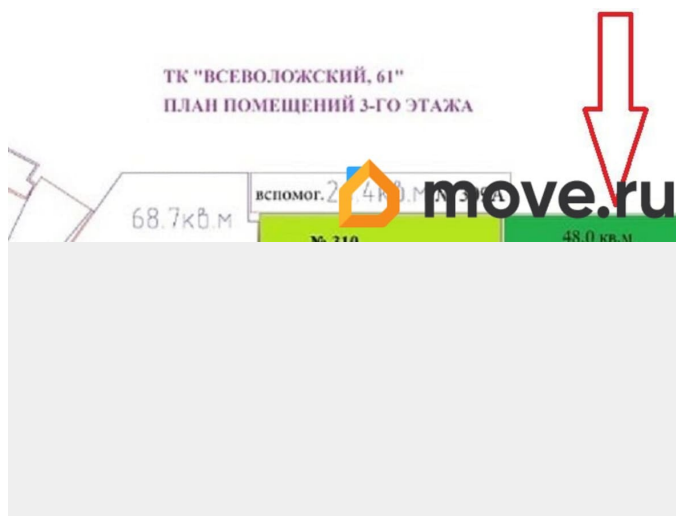 ТК "ВСЕВОЛОЖСКИЙ, 61"
ПЛАН ПОМЕЩЕНИЙ 3-ГО ЭТАЖА
вспомог.
move.ru
68.7кв.м
№ 310
48.0 кв.м